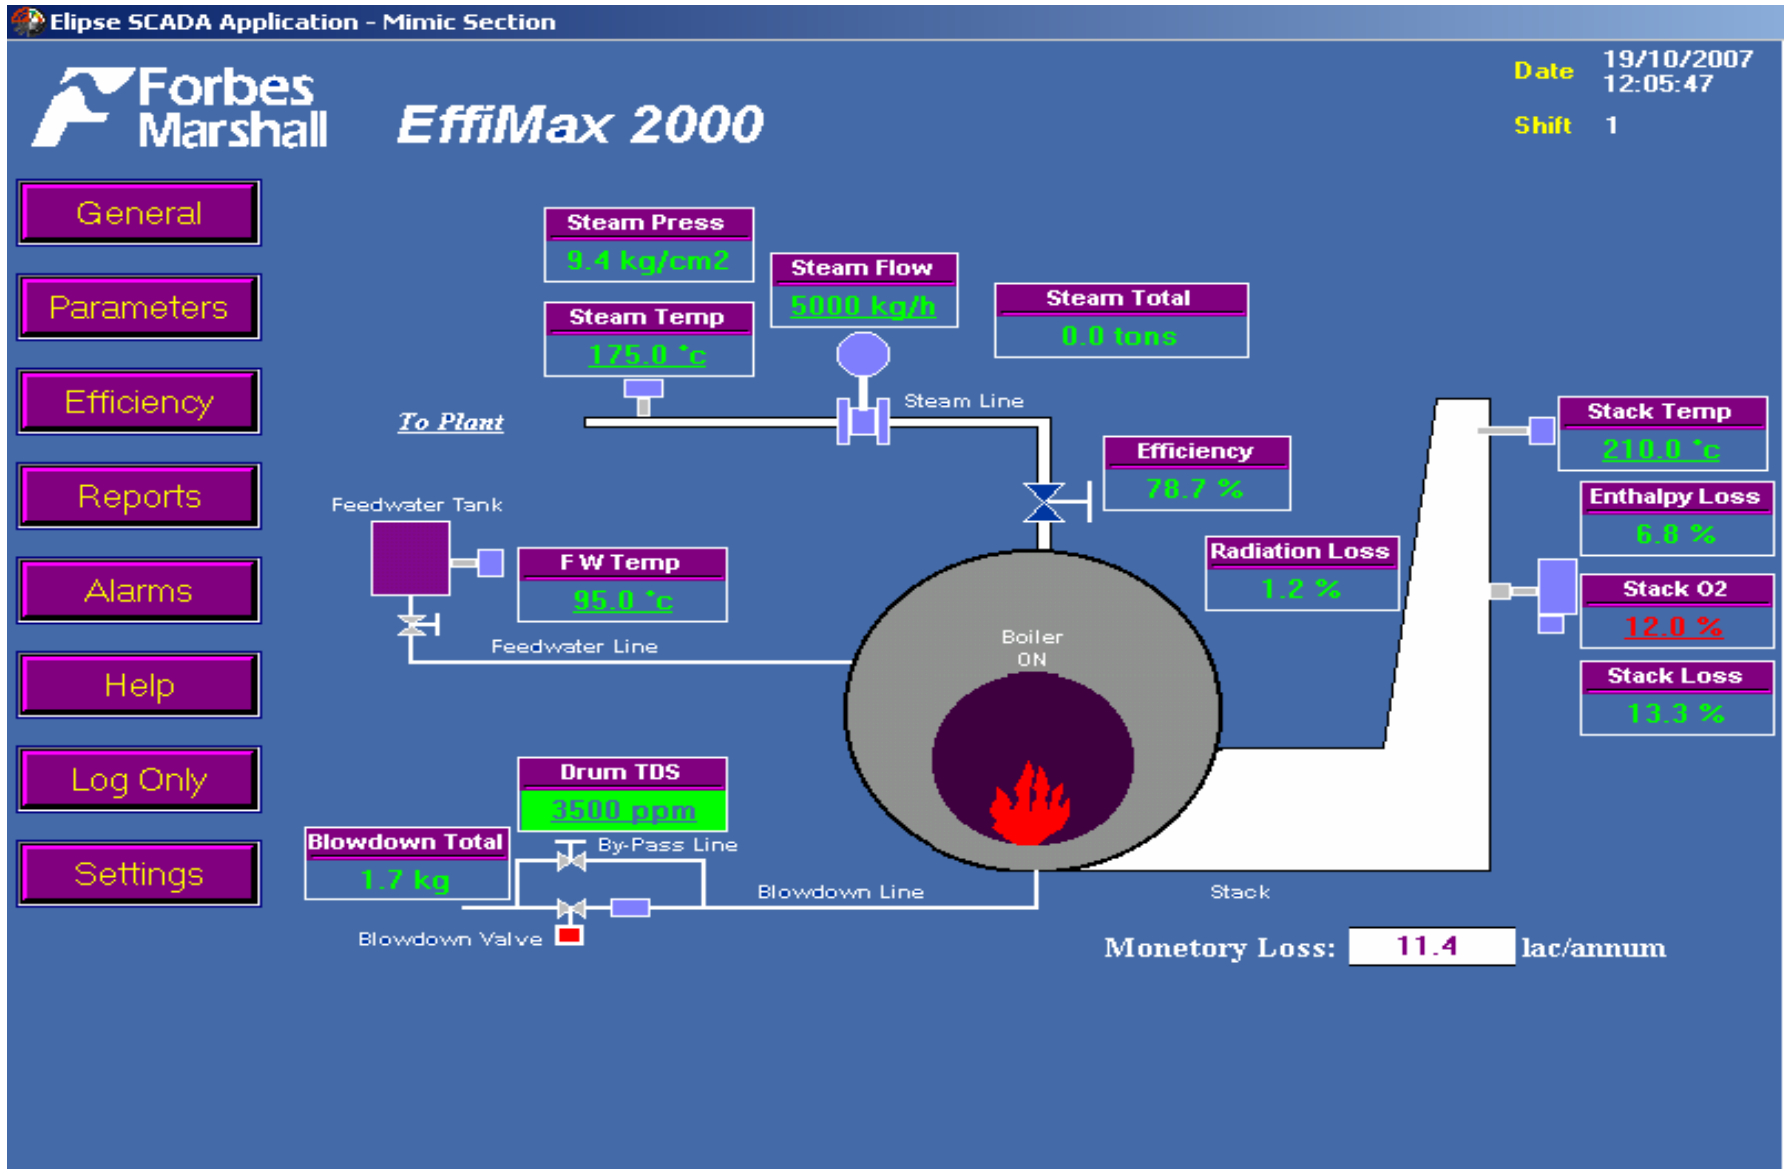 Elipse SCADA Application - Mimic Section
Forbes
Marshall
EffiMax 2000
Date 19/10/2007
12:05:47
Shift 1
General
Parameters
Efficiency
Reports
Alarms
Help
Log Only
Settings
Steam Press
9.4 kg/cm2
Steam Flow
5000 kg/h
Steam Total
0.0 tons
Steam Temp
175.0 °c
Steam Line
To Plant
Stack Temp
210.0 °c
Efficiency
78.7 %
Enthalpy Loss
6.8 %
Feedwater Tank
F W Temp
95.0 °c
Radiation Loss
1.2 %
Stack O2
12.0 %
Boiler
ON
Feedwater Line
Stack Loss
13.3 %
Drum TDS
3500 ppm
Blowdown Total
1.7 kg
By-Pass Line
Blowdown Line
Stack
Blowdown Valve
Monetory Loss: 11.4 lac/annum